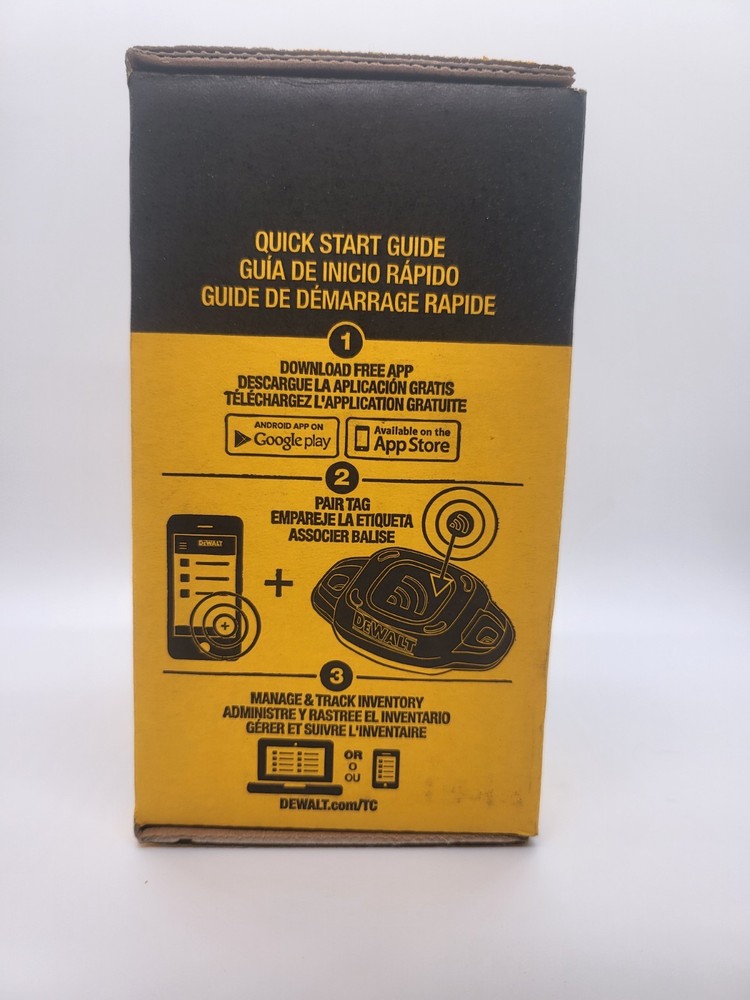 QUICK START GUIDE
GUÍA DE INICIO RÁPIDO
GUIDE DE DÉMARRAGE RAPIDE
1
DOWNLOAD FREE APP
DESCARGUE LA APLICACIÓN GRATIS
TÉLÉCHARGEZ L'APPLICATION GRATUITE
ANDROID APP ON
Google play
Available on the
App Store
2
PAIR TAG
EMPAREJE LA ETIQUETA
ASSOCIER BALISE
DEWALT
+
DEWALT
3
MANAGE & TRACK INVENTORY
ADMINISTRE Y RASTREE EL INVENTARIO
GÉRER ET SUIVRE L'INVENTAIRE
OR
O
OU
DEWALT.com/TC